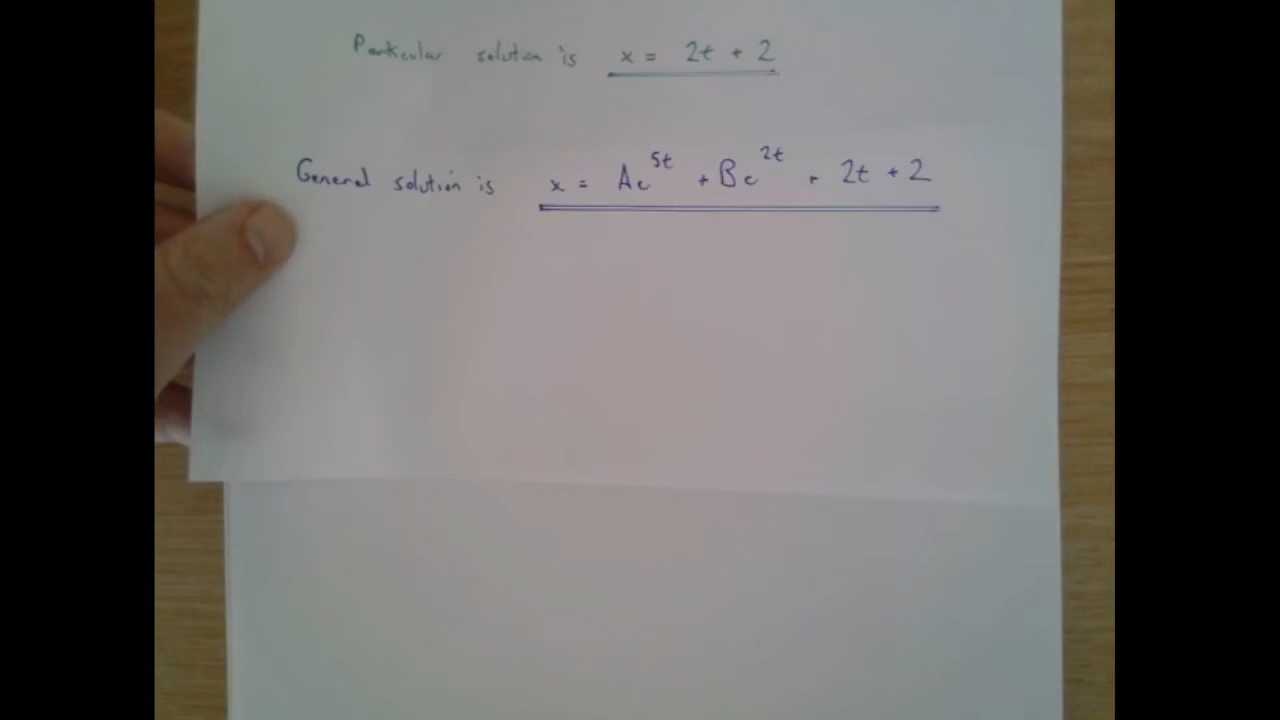 Particular solution is x = 2t + 2
General solution is x = Ae^5t + Be^2t + 2t + 2